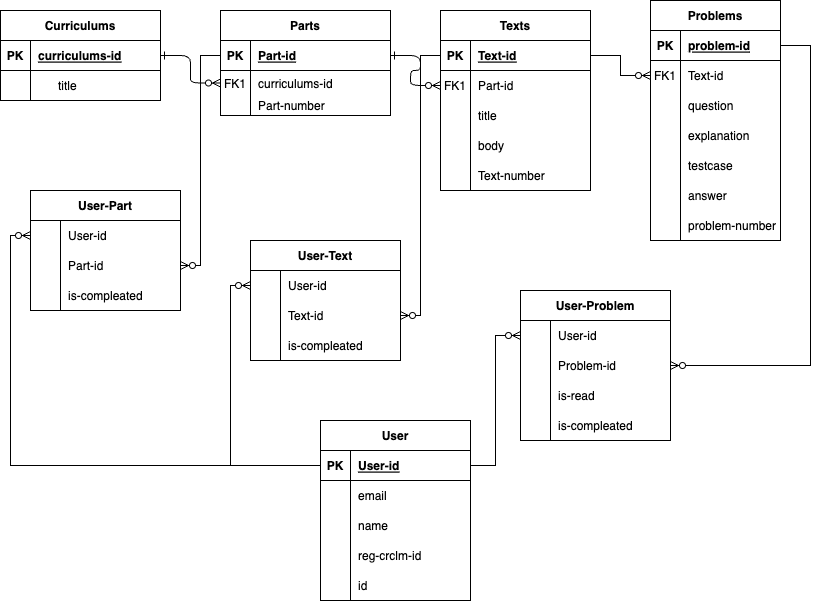 Curriculums
PK curriculums-id
title
Parts
PK Part-id
FK1 curriculums-id
Part-number
Texts
PK Text-id
FK1 Part-id
title
body
Text-number
Problems
PK problem-id
FK1 Text-id
question
explanation
testcase
answer
problem-number
User-Part
User-id
Part-id
is-compleated
User-Text
User-id
Text-id
is-compleated
User-Problem
User-id
Problem-id
is-read
is-compleated
User
PK User-id
email
name
reg-crclm-id
id